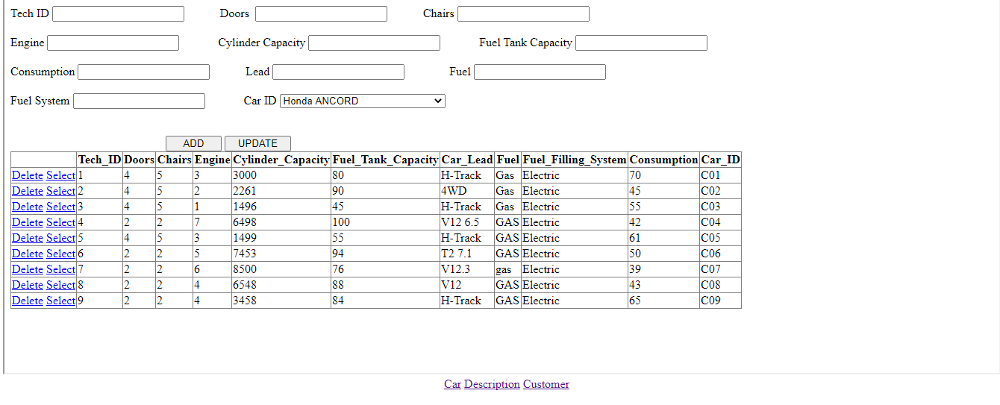 Tech ID Doors Chairs
Engine Cylinder Capacity Fuel Tank Capacity
Consumption Lead Fuel
Fuel System Car ID Honda ANCORD
ADD UPDATE
Tech_ID Doors Chairs Engine Cylinder_Capacity Fuel_Tank_Capacity Car_Lead Fuel Fuel_Filling_System Consumption Car_ID
Delete Select 1 4 5 3 3000 80 H-Track Gas Electric 70 C01
Delete Select 2 4 5 2 2261 90 4WD Gas Electric 45 C02
Delete Select 3 4 5 1 1496 45 H-Track Gas Electric 55 C03
Delete Select 4 2 2 7 6498 100 V12 6.5 GAS Electric 42 C04
Delete Select 5 4 5 3 1499 55 H-Track GAS Electric 61 C05
Delete Select 6 2 2 5 7453 94 T2 7.1 GAS Electric 50 C06
Delete Select 7 2 2 6 8500 76 V12.3 gas Electric 39 C07
Delete Select 8 2 2 4 6548 88 V12 GAS Electric 43 C08
Delete Select 9 2 2 4 3458 84 H-Track GAS Electric 65 C09
Car Description Customer